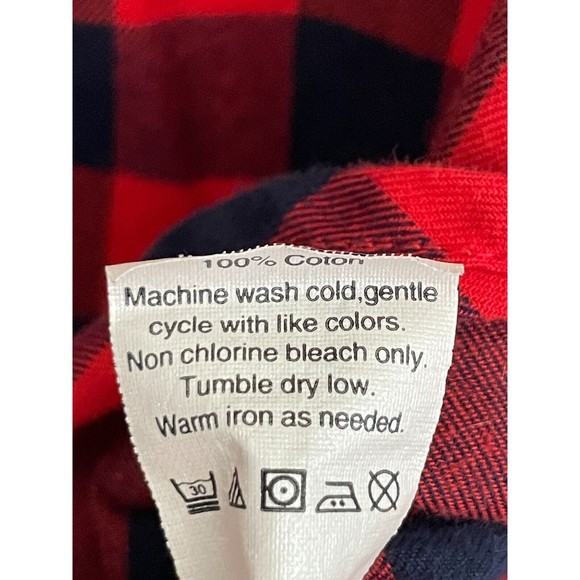 100% Coton
Machine wash cold,gentle
cycle with like colors.
Non chlorine bleach only.
Tumble dry low.
Warm iron as needed.
30